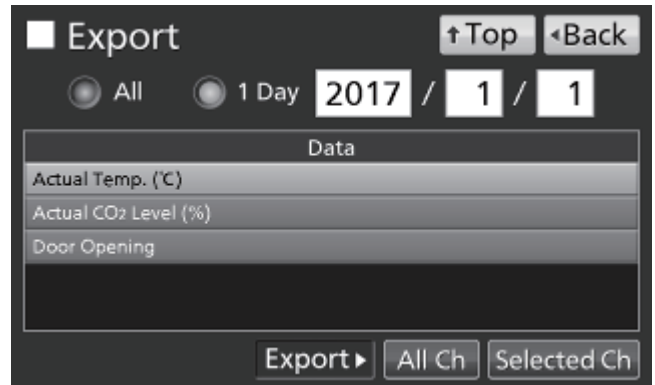 Export ↑Top ◂Back
All 1 Day 2017 / 1 / 1
Data
Actual Temp. (℃)
Actual CO₂ Level (%)
Door Opening
Export▸ All Ch Selected Ch